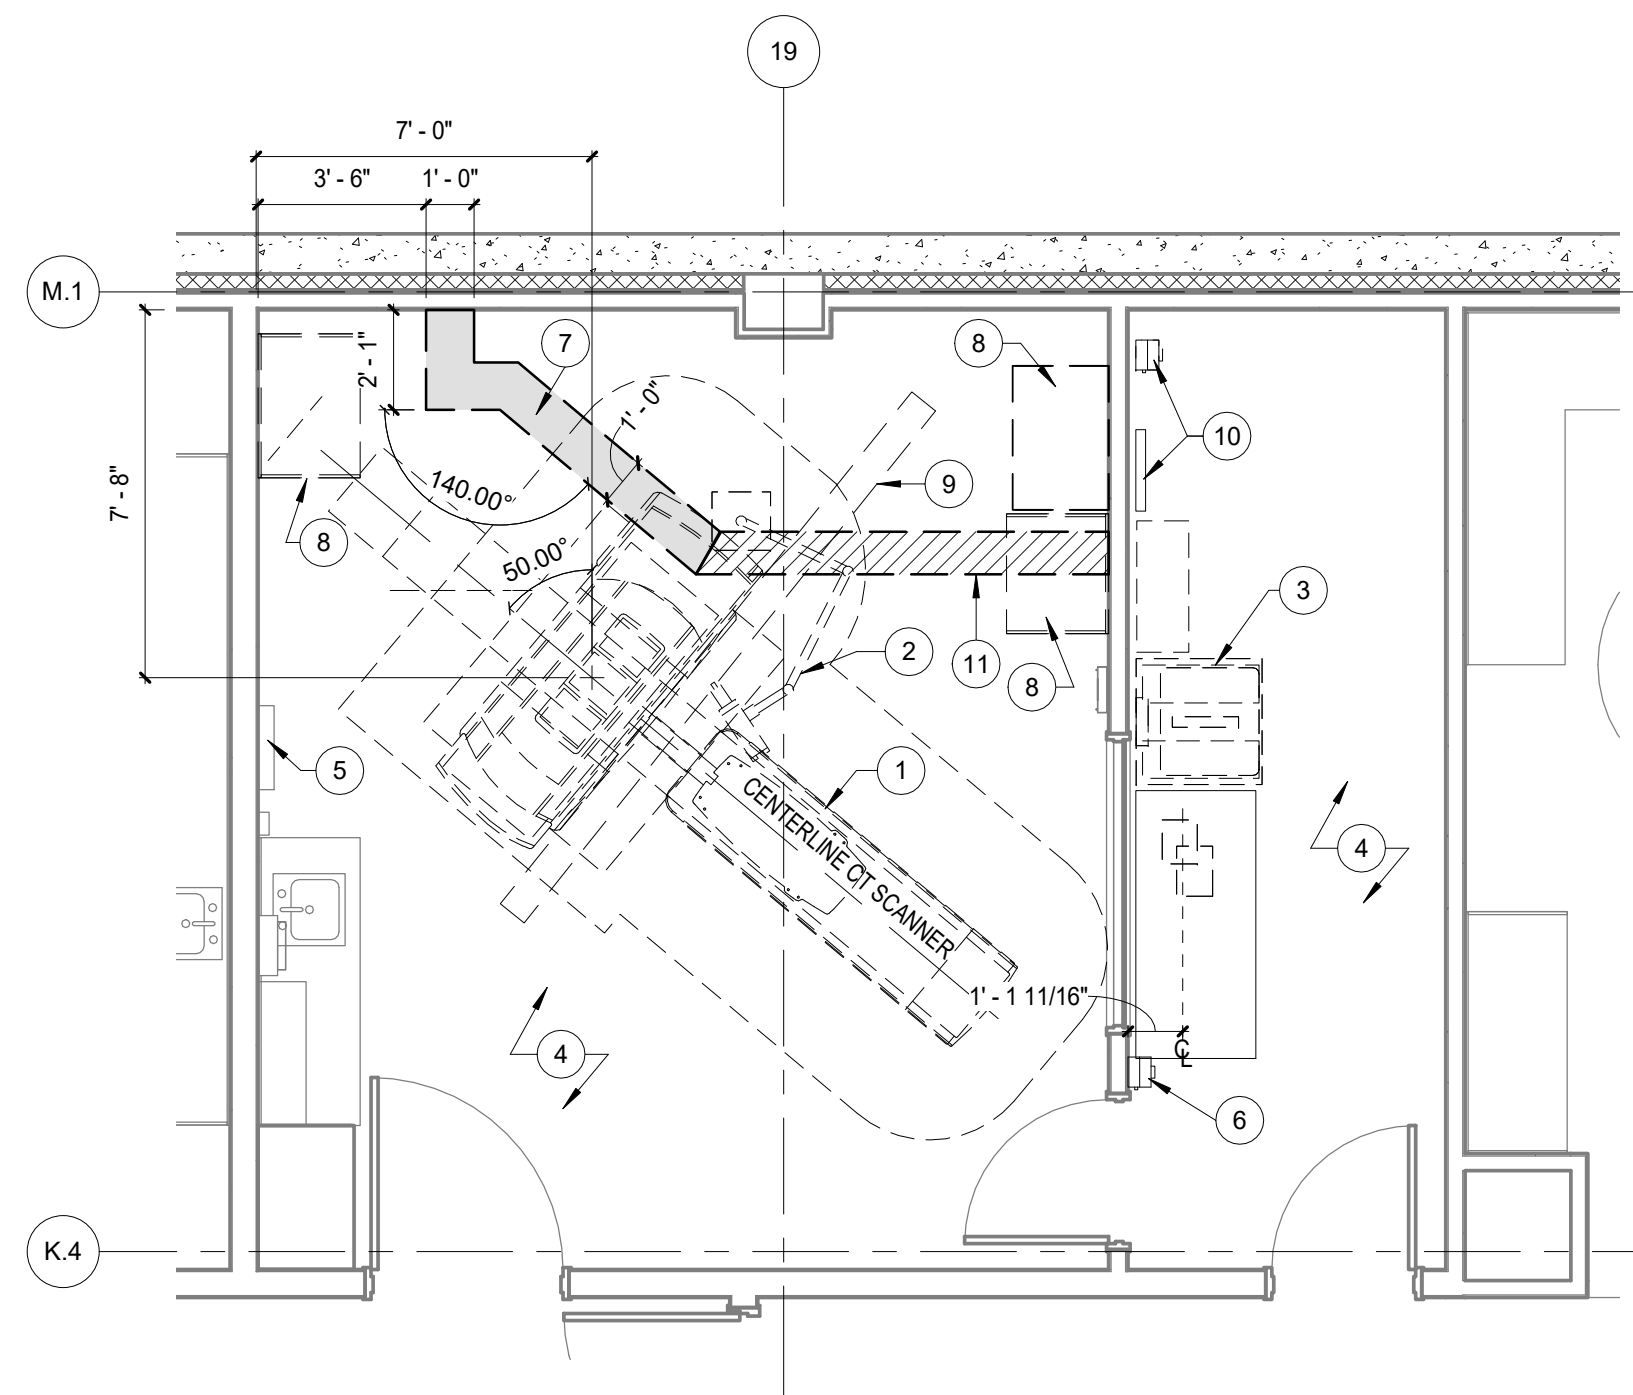 19
7' - 0"
3' - 6"
1' - 0"
M.1
7
8
2' - 1"
1' - 0"
10
9
7' - 8"
140.00°
8
50.00°
3
2
11
8
5
1
CENTERLINE CT SCANNER
4
1' - 1 11/16"
4
CL
6
K.4